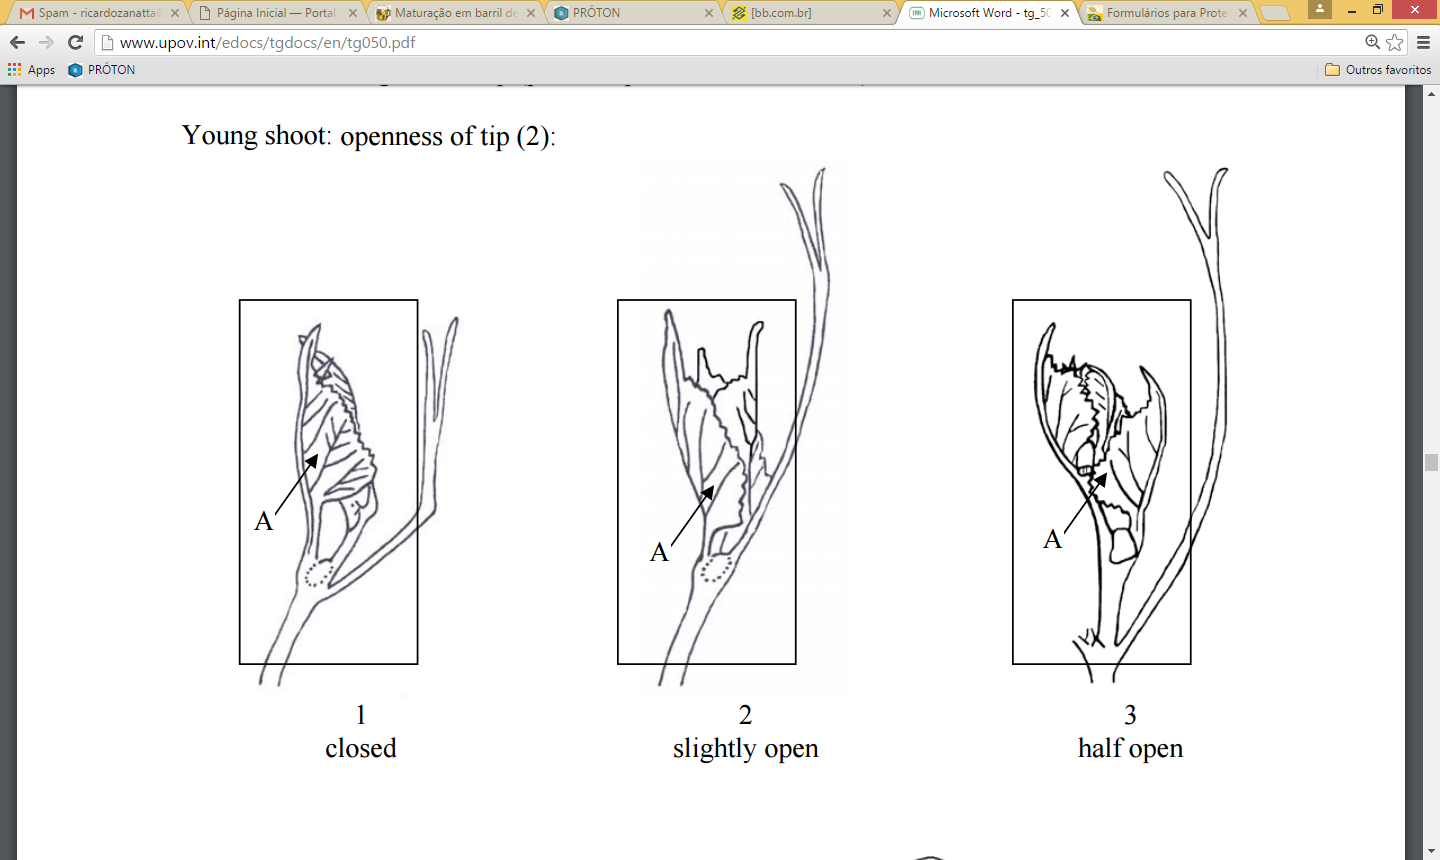 Spam - ricardozanatta
Página Inicial — Portal
Maturação em barril de
PRÓTON
[bb.com.br]
Microsoft Word - tg_50
Formulários para Prote
www.upov.int/edocs/tgdocs/en/tg050.pdf
Apps
PRÓTON
Outros favoritos
Young shoot: openness of tip (2):
A
A
A
1
2
3
closed
slightly open
half open